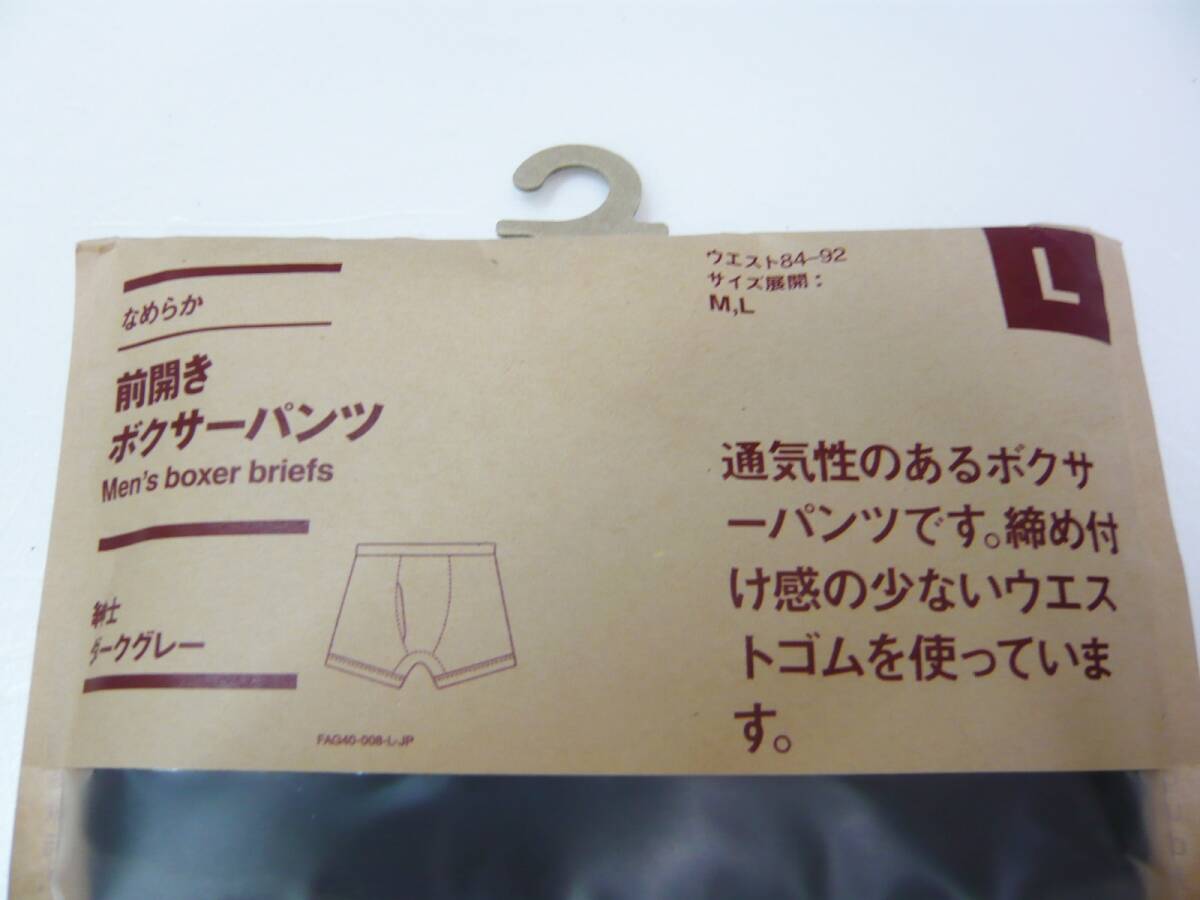 なめらか
前開き
ボクサーパンツ
Men's boxer briefs
紳士
ダークグレー
FAG40-008-L-JP
ウエスト84-92
サイズ展開：
M,L
L
通気性のあるボクサ
ーパンツです。締め付
け感の少ないウエス
トゴムを使っていま
す。